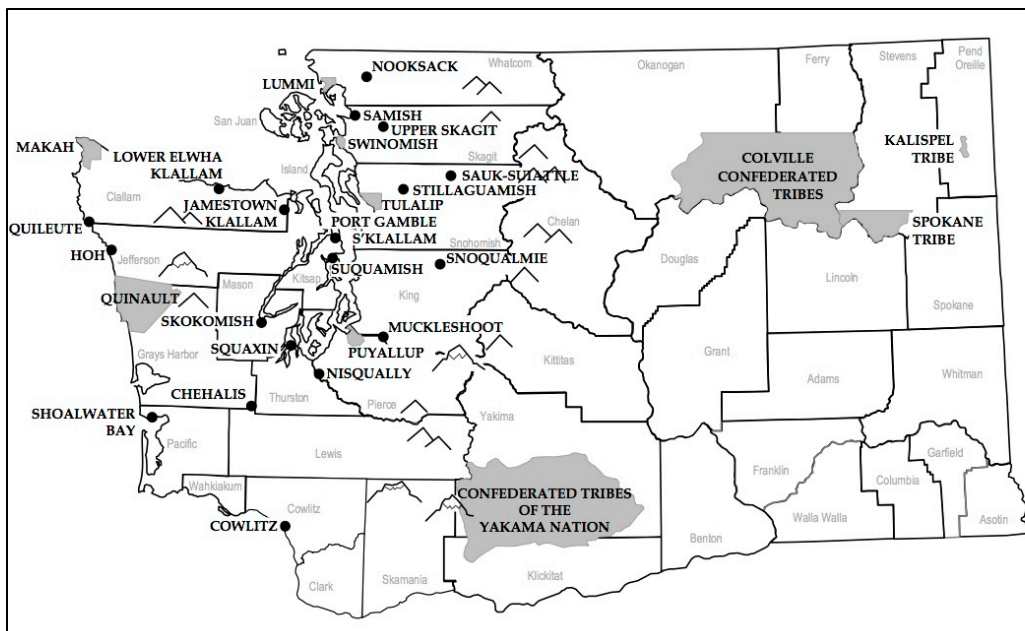 NOOKSACK
Whatcom
Okanogan
Ferry
Stevens
Pend
Oreille
LUMMI
SAMISH
San Juan
UPPER SKAGIT
SWINOMISH
MAKAH
Skagit
KALISPEL
TRIBE
LOWER ELWHA
KLALLAM
Island
SAUK-SUIATTLE
COLVILLE
CONFEDERATED
TRIBES
Clallam
STILLAGUAMISH
TULALIP
JAMESTOWN
KLALLAM
PORT GAMBLE
S'KLALLAM
Chelan
QUILEUTE
Snohomish
SPOKANE
TRIBE
HOH
Jefferson
SUQUAMISH
SNOQUALMIE
Douglas
Mason
Kitsap
Lincoln
QUINAULT
King
Spokane
SKOKOMISH
MUCKLESHOOT
SQUAXIN
PUYALLUP
Grays Harbor
Kittitas
Grant
NISQUALLY
Adams
Whitman
CHEHALIS
Thurston
Pierce
Yakima
SHOALWATER
BAY
Pacific
Lewis
Franklin
Garfield
Columbia
Wahkiakum
CONFEDERATED TRIBES
OF THE
YAKAMA NATION
Cowlitz
COWLITZ
Walla Walla
Asotin
Benton
Clark
Skamania
Klickitat